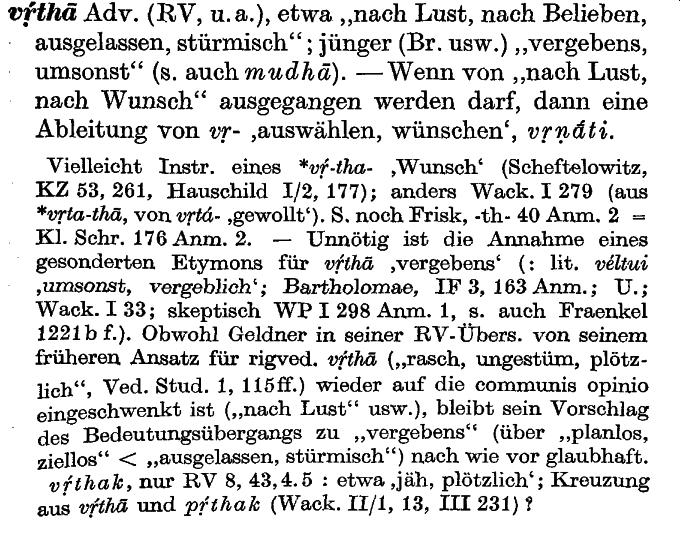 vṛ́thā Adv. (RV, u. a.), etwa „nach Lust, nach Belieben,
ausgelassen, stürmisch“; jünger (Br. usw.) „vergebens,
umsonst“ (s. auch mudhā). — Wenn von „nach Lust,
nach Wunsch“ ausgegangen werden darf, dann eine
Ableitung von vṛ- ‚auswählen, wünschen‘, vṛṇā́ti.
Vielleicht Instr. eines *vṛ́-tha- ‚Wunsch‘ (Scheftelowitz,
KZ 53, 261, Hauschild I/2, 177); anders Wack. I 279 (aus
*vṛta-thā, von vṛtá- ‚gewollt‘). S. noch Frisk, -th- 40 Anm. 2 =
Kl. Schr. 176 Anm. 2. — Unnötig ist die Annahme eines
gesonderten Etymons für vṛ́thā ‚vergebens‘ (: lit. véltui
‚umsonst, vergeblich‘; Bartholomae, IF 3, 163 Anm.; U.;
Wack. I 33; skeptisch WP I 298 Anm. 1, s. auch Fraenkel
1221 b f.). Obwohl Geldner in seiner RV-Übers. von seinem
früheren Ansatz für rigved. vṛ́thā („rasch, ungestüm, plötz-
lich“, Ved. Stud. 1, 115ff.) wieder auf die communis opinio
eingeschwenkt ist („nach Lust“ usw.), bleibt sein Vorschlag
des Bedeutungsübergangs zu „vergebens“ (über „planlos,
ziellos“ < „ausgelassen, stürmisch“) nach wie vor glaubhaft.
vṛ́thak, nur RV 8, 43, 4. 5 : etwa ‚jäh, plötzlich‘; Kreuzung
aus vṛ́thā und pṛ́thak (Wack. II/1, 13, III 231) ?